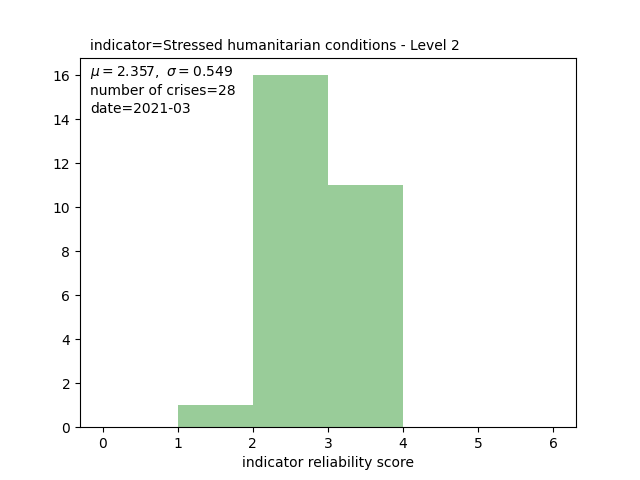 indicator=Stressed humanitarian conditions - Level 2
μ = 2.357, σ = 0.549
number of crises=28
date=2021-03
16
14
12
10
8
6
4
2
0
0 1 2 3 4 5 6
indicator reliability score